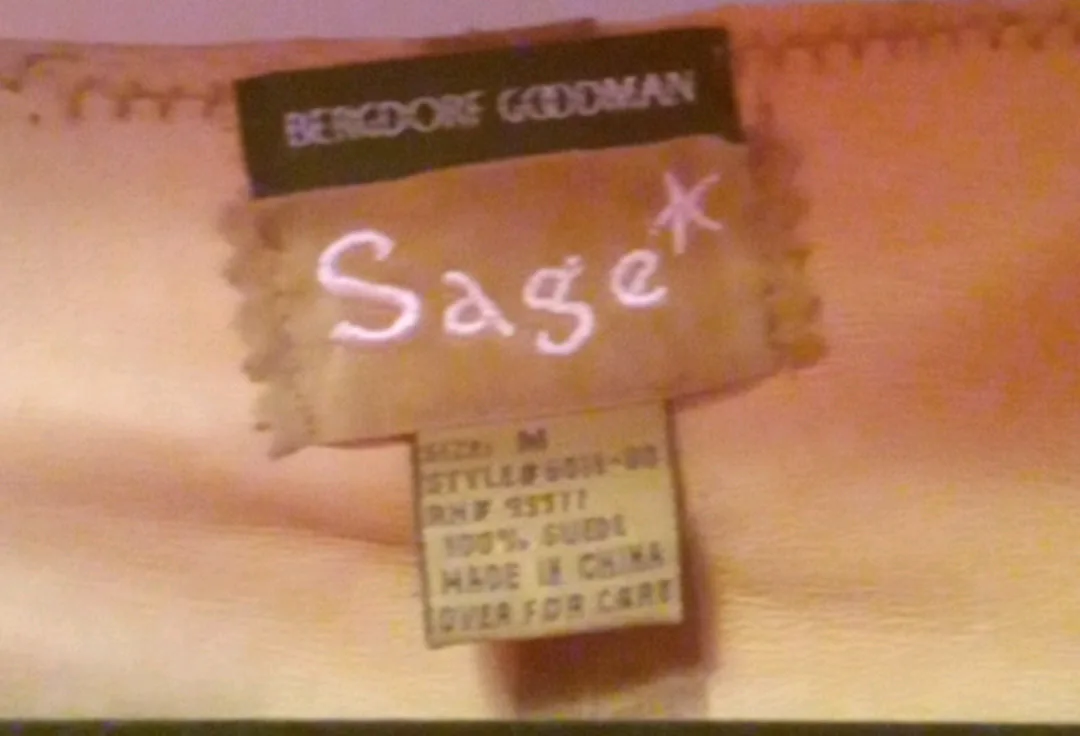 BERGDORF GOODMAN
Sage*
SIZE: M
STYLE#
RN# 
100% SUEDE
MADE IN CHINA
OVER FOR CARE